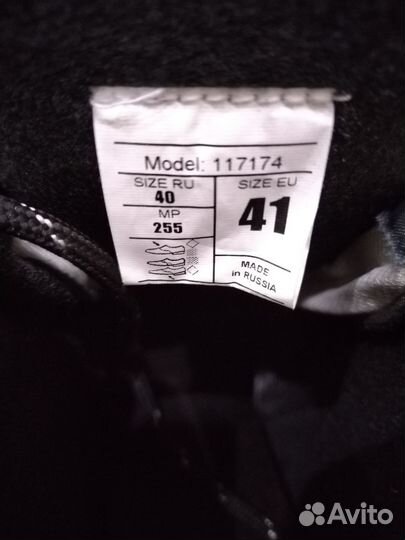 Model: 117174
SIZE RU
40
MP
255
SIZE EU
41
MADE
in RUSSIA
Avito